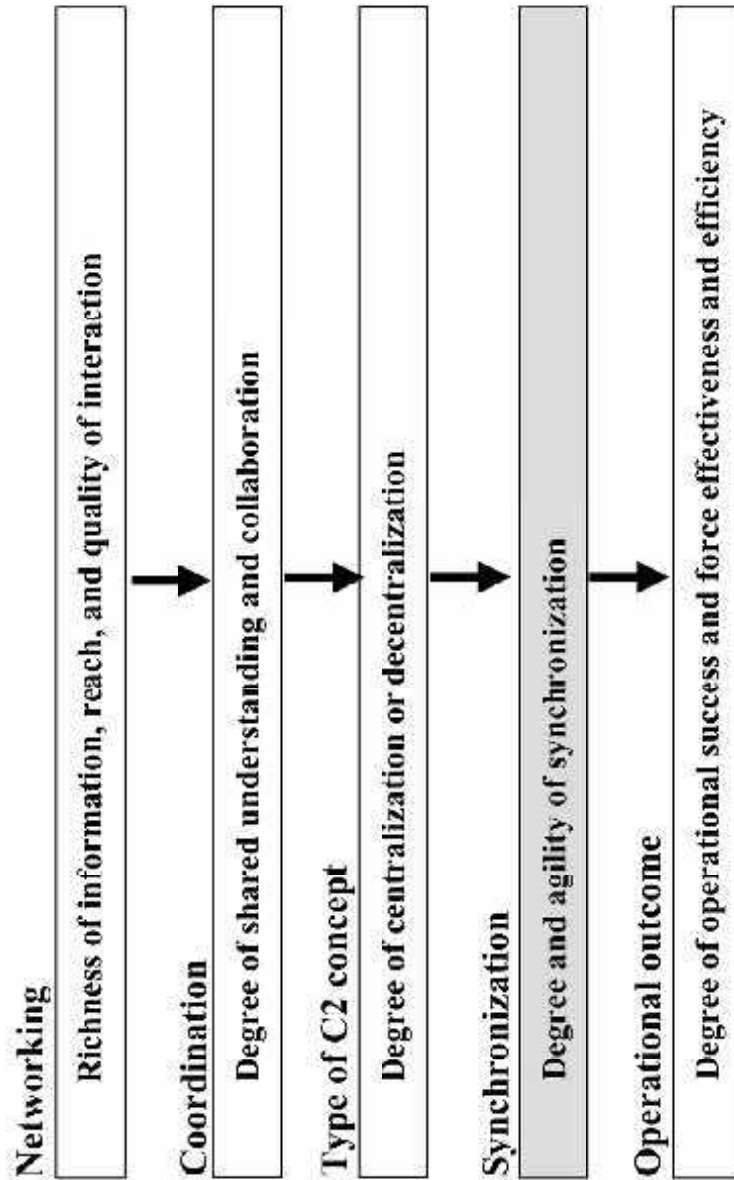 Networking
Richness of information, reach, and quality of interaction
Coordination
Degree of shared understanding and collaboration
Type of C2 concept
Degree of centralization or decentralization
Synchronization
Degree and agility of synchronization
Operational outcome
Degree of operational success and force effectiveness and efficiency